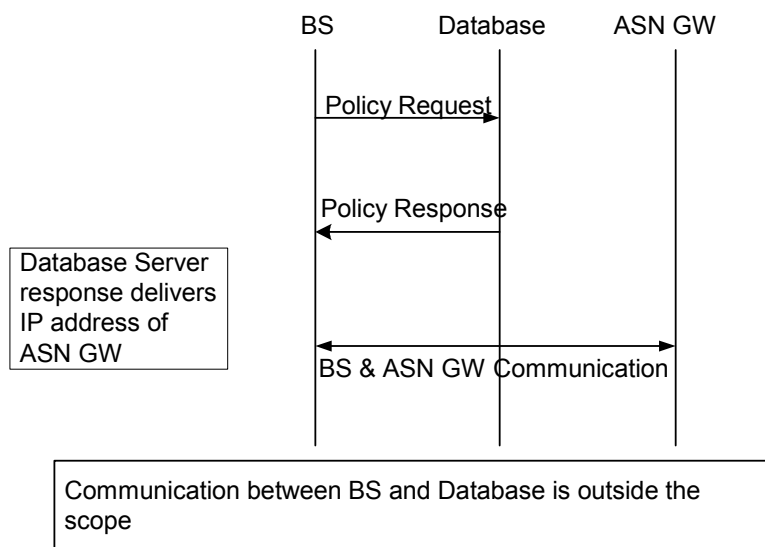 BS Database ASN GW
Policy Request
Policy Response
Database Server
response delivers
IP address of
ASN GW
BS & ASN GW Communication
Communication between BS and Database is outside the
scope